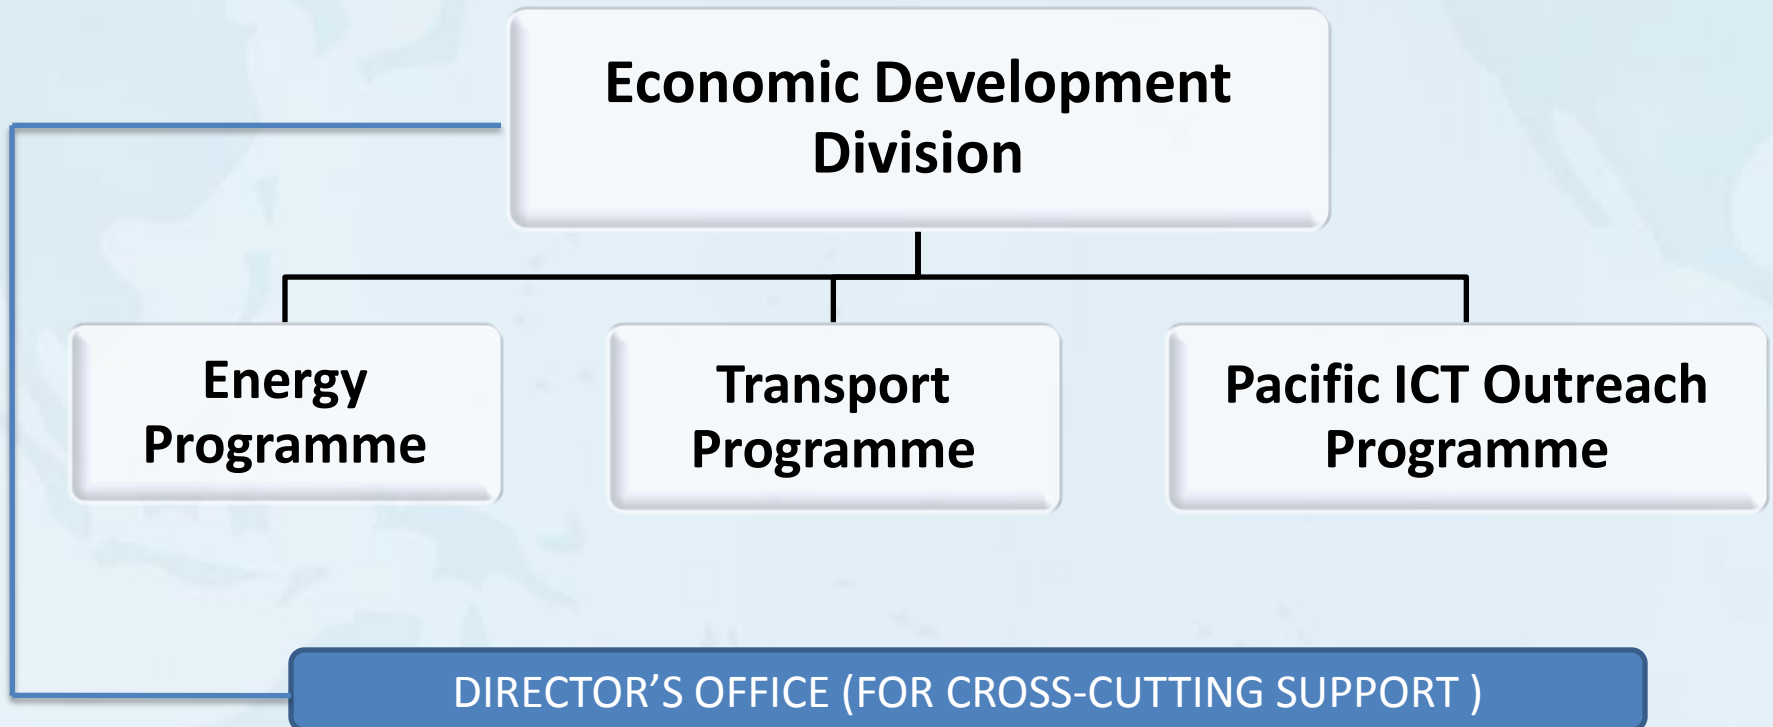 Economic Development
Division
Energy
Programme
Transport
Programme
Pacific ICT Outreach
Programme
DIRECTOR’S OFFICE (FOR CROSS-CUTTING SUPPORT )